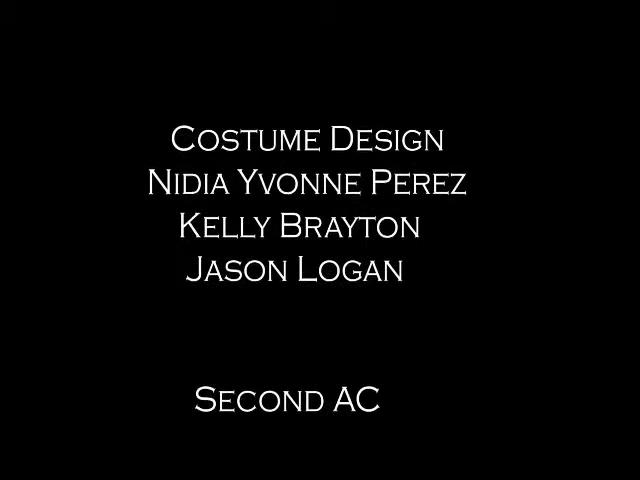 Costume Design
Nidia Yvonne Perez
Kelly Brayton
Jason Logan
Second AC